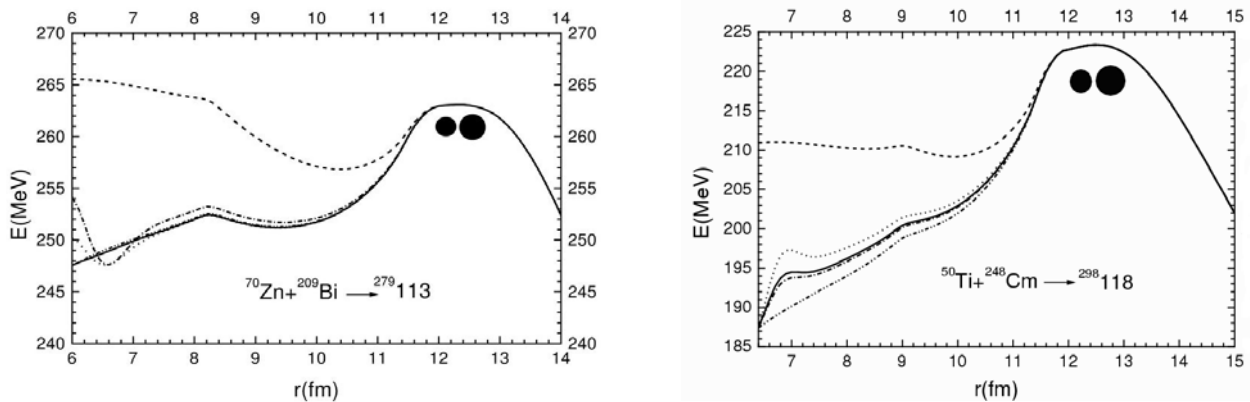 6 7 8 9 10 11 12 13 14
270 270
265 265
260 260
255 255
250 250
245 245
240 240
E(MeV)
⁷⁰Zn+²⁰⁹Bi → ²⁷⁹113
6 7 8 9 10 11 12 13 14
r(fm)
7 8 9 10 11 12 13 14 15
225
220
215
210
205
200
195
190
185
E(MeV)
⁵⁰Ti+²⁴⁸Cm → ²⁹⁸118
7 8 9 10 11 12 13 14 15
r(fm)